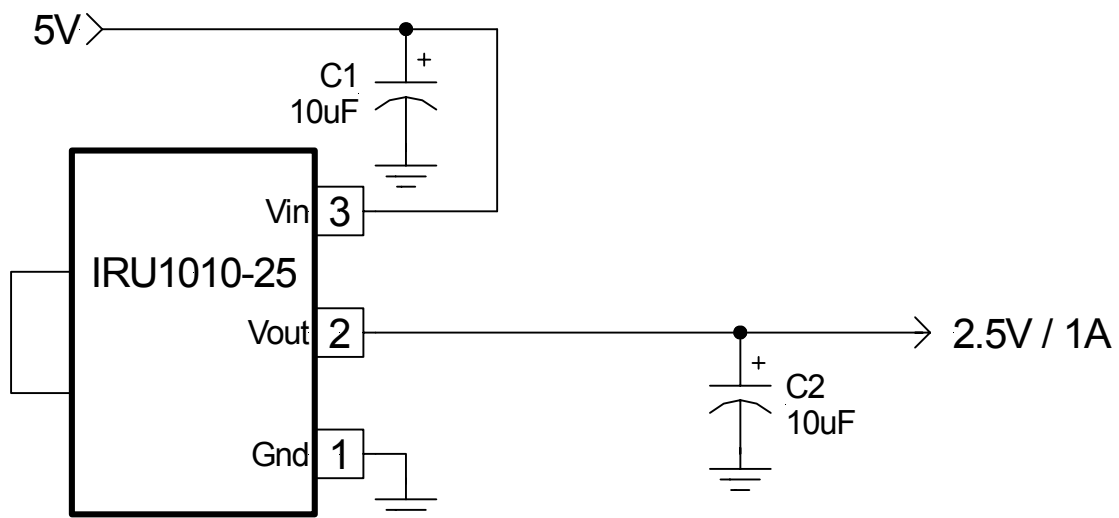 5V
+
C1
10uF
Vin 3
IRU1010-25
Vout 2
2.5V / 1A
+
C2
10uF
Gnd 1